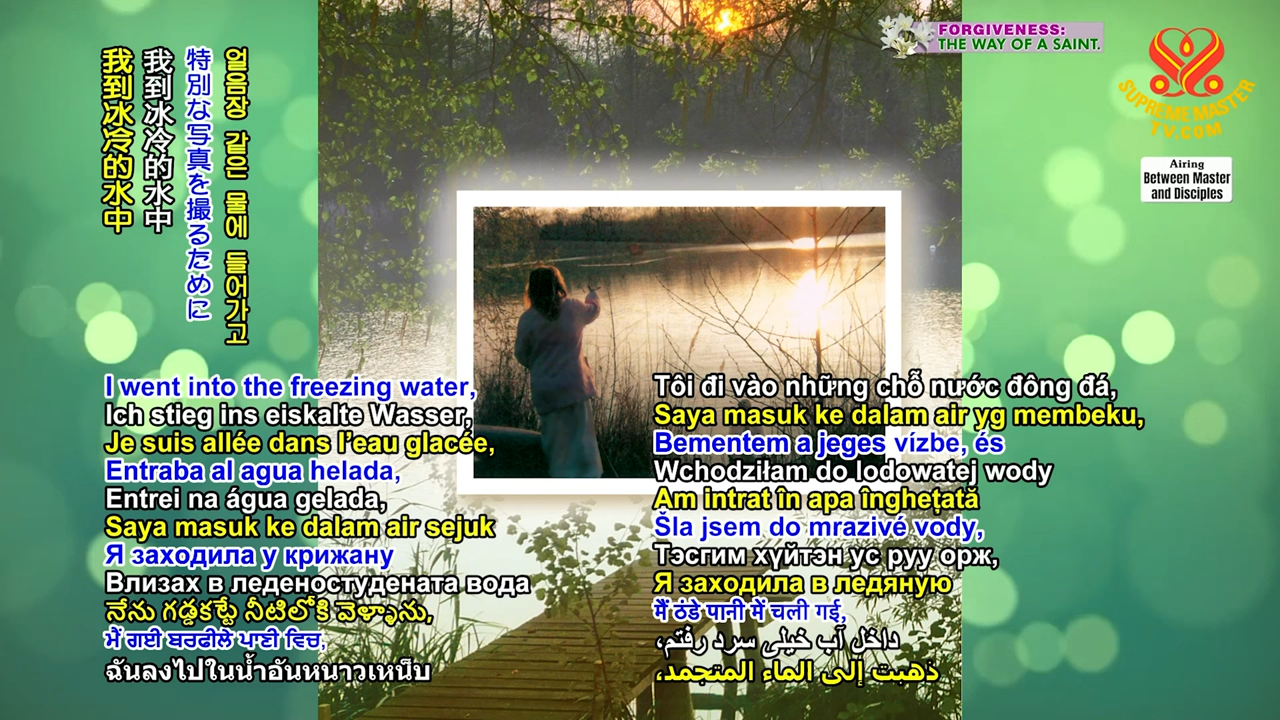 FORGIVENESS:
THE WAY OF A SAINT.
SUPREME MASTER
TV.COM
Airing
Between Master
and Disciples
얼음장 같은 물에 들어가고
特別な写真を撮るために
我到冰冷的水中
我到冰冷的水中
I went into the freezing water,
Ich stieg ins eiskalte Wasser,
Je suis allée dans l’eau glacée,
Entraba al agua helada,
Entrei na água gelada,
Saya masuk ke dalam air sejuk
Я заходила у крижану
Влизах в леденостудената вода
నేను గడ్డకట్టే నీటిలోకి వెళ్ళాను,
ਮੈਂ ਗਈ ਬਰਫੀਲੇ ਪਾਣੀ ਵਿਚ,
ฉันลงไปในน้ำอันหนาวเหน็บ
Tôi đi vào những chỗ nước đông đá,
Saya masuk ke dalam air yg membeku,
Bementem a jeges vízbe, és
Wchodziłam do lodowatej wody
Am intrat în apa înghețată
Šla jsem do mrazivé vody,
Тэсгим хүйтэн ус руу орж,
Я заходила в ледяную
मैं ठंडे पानी में चली गई,
داخل آب خیلی سرد رفتم،
ذهبت إلى الماء المتجمد،